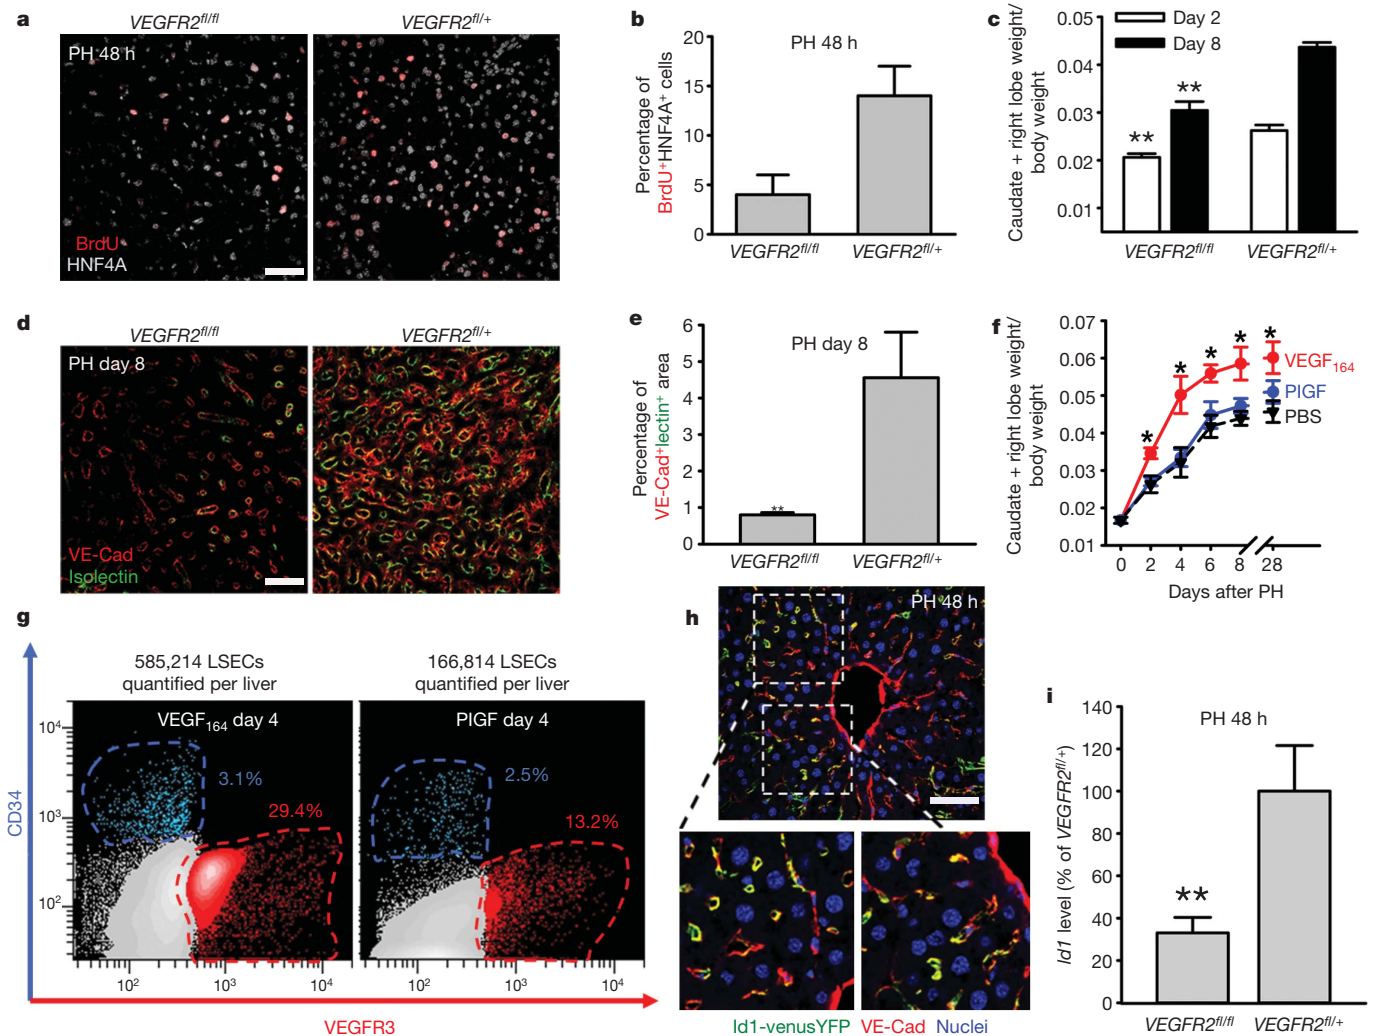 a
VEGFR2fl/fl
VEGFR2fl/+
PH 48 h
BrdU
HNF4A
b
PH 48 h
Percentage of
BrdU+HNF4A+ cells
20
15
10
5
0
VEGFR2fl/fl
VEGFR2fl/+
c
Day 2
Day 8
Caudate + right lobe weight/
body weight
0.05
0.04
0.03
0.02
0.01
**
**
VEGFR2fl/fl
VEGFR2fl/+
d
VEGFR2fl/fl
VEGFR2fl/+
PH day 8
VE-Cad
Isolectin
e
PH day 8
Percentage of
VE-Cad+lectin+ area
6
5
4
3
2
1
0
**
VEGFR2fl/fl
VEGFR2fl/+
f
Caudate + right lobe weight/
body weight
0.07
0.06
0.05
0.04
0.03
0.02
0.01
* * * * *
VEGF164
PIGF
PBS
0 2 4 6 8 28
Days after PH
g
585,214 LSECs
quantified per liver
166,814 LSECs
quantified per liver
VEGF164 day 4
PIGF day 4
3.1%
29.4%
2.5%
13.2%
CD34
104
103
102
102 103 104
102 103 104
VEGFR3
h
PH 48 h
Id1-venusYFP VE-Cad Nuclei
i
PH 48 h
Id1 level (% of VEGFR2fl/+)
140
120
100
80
60
40
20
0
**
VEGFR2fl/fl
VEGFR2fl/+